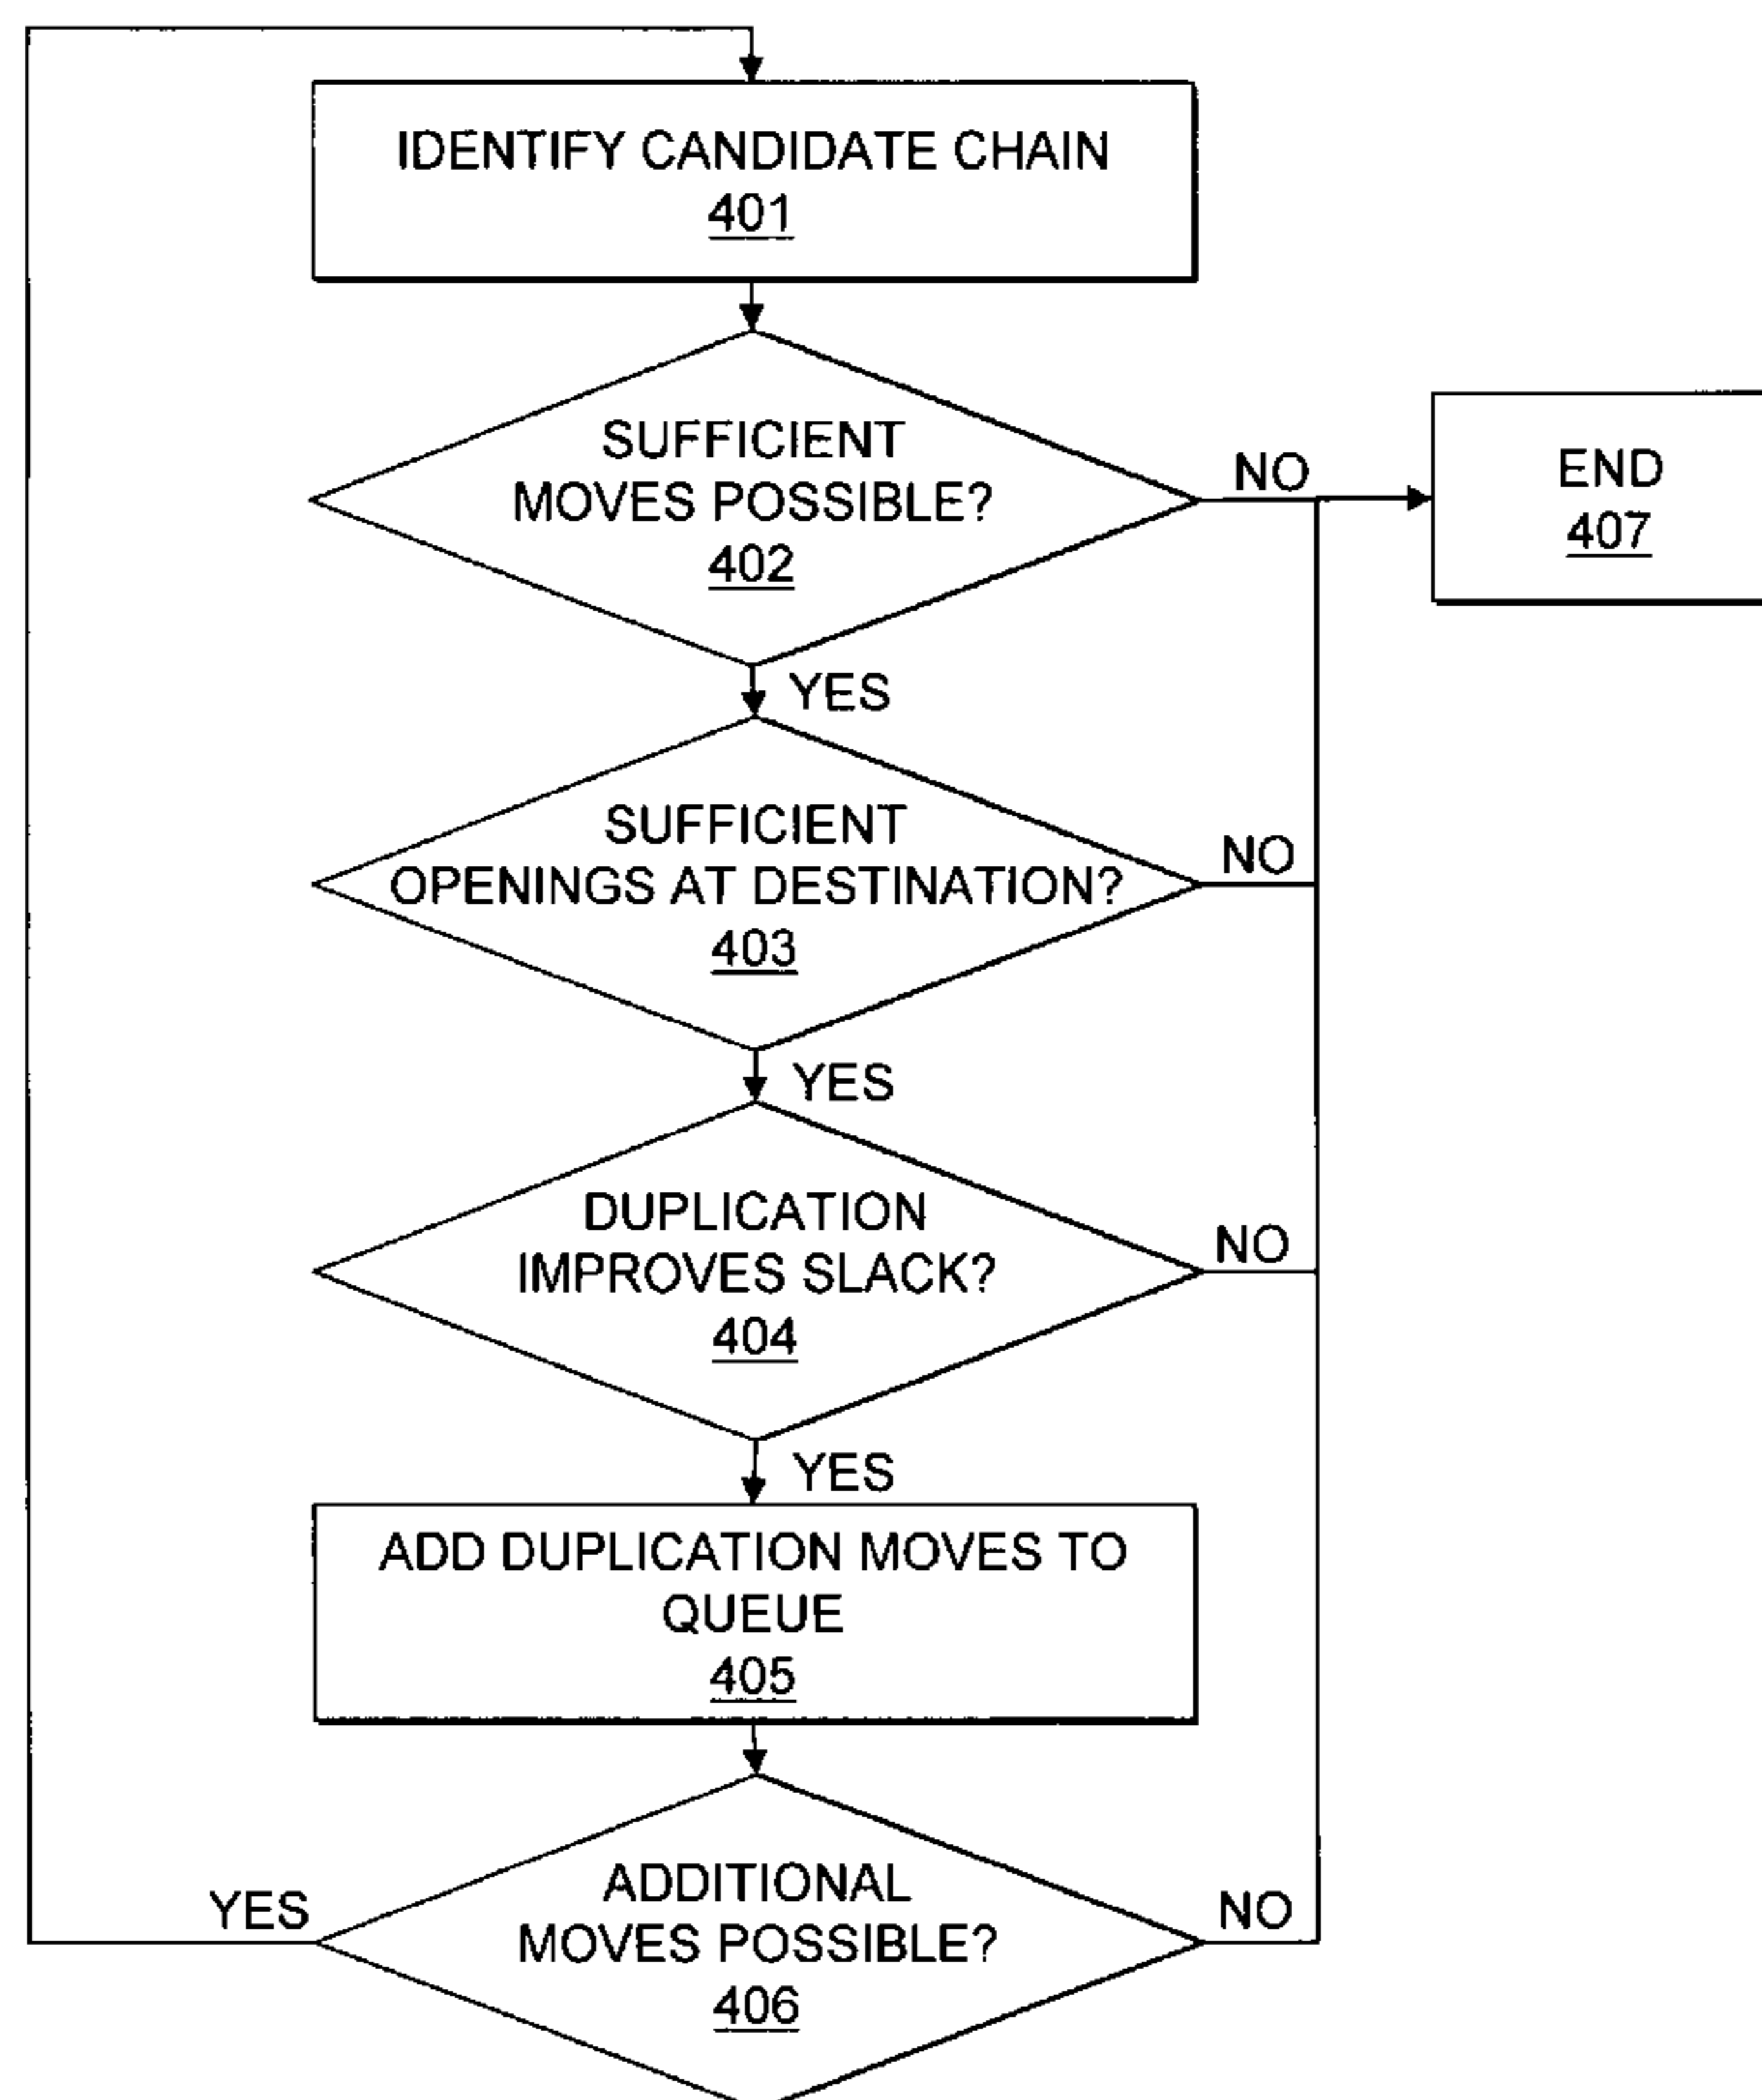 IDENTIFY CANDIDATE CHAIN
401
SUFFICIENT
MOVES POSSIBLE?
402
NO
END
407
YES
SUFFICIENT
OPENINGS AT DESTINATION?
403
NO
YES
DUPLICATION
IMPROVES SLACK?
404
NO
YES
ADD DUPLICATION MOVES TO
QUEUE
405
YES
ADDITIONAL
MOVES POSSIBLE?
406
NO